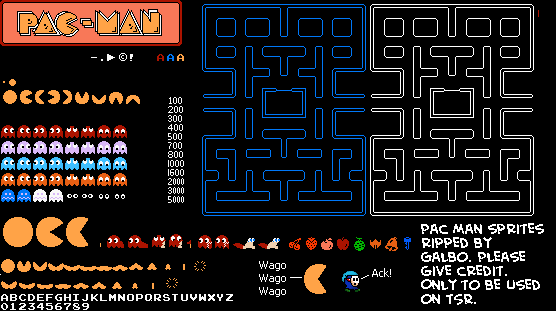 PAC-MAN
-.▶©!
A A A
100
200
300
400
500
700
800
1000
1600
2000
3000
5000
PAC MAN SPRITES
RIPPED BY
GALBO. PLEASE
GIVE CREDIT.
ONLY TO BE USED
ON TSR.
Wago
Wago
Wago
Ack!
ABCDEFGHIJKLMNOPQRSTUVWXYZ
0123456789